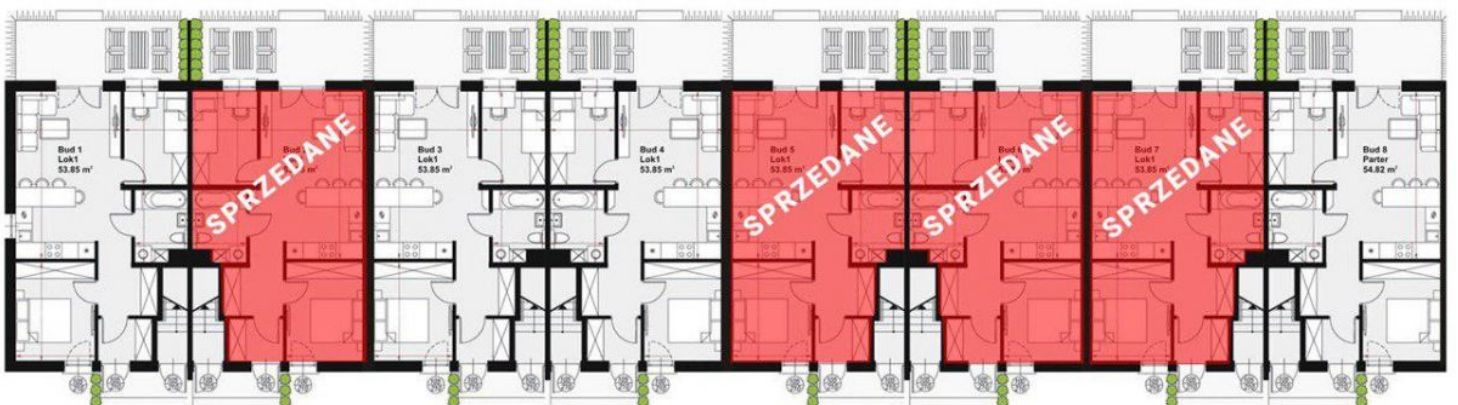 Bud 1
Lok1
53.85 m²
SPRZEDANE
Bud 3
Lok1
53.85 m²
Bud 4
Lok1
53.85 m²
Bud 5
Lok1
53.85 m²
SPRZEDANE
SPRZEDANE
Bud 7
Lok1
53.85 m²
SPRZEDANE
Bud 8
Parter
54.82 m²